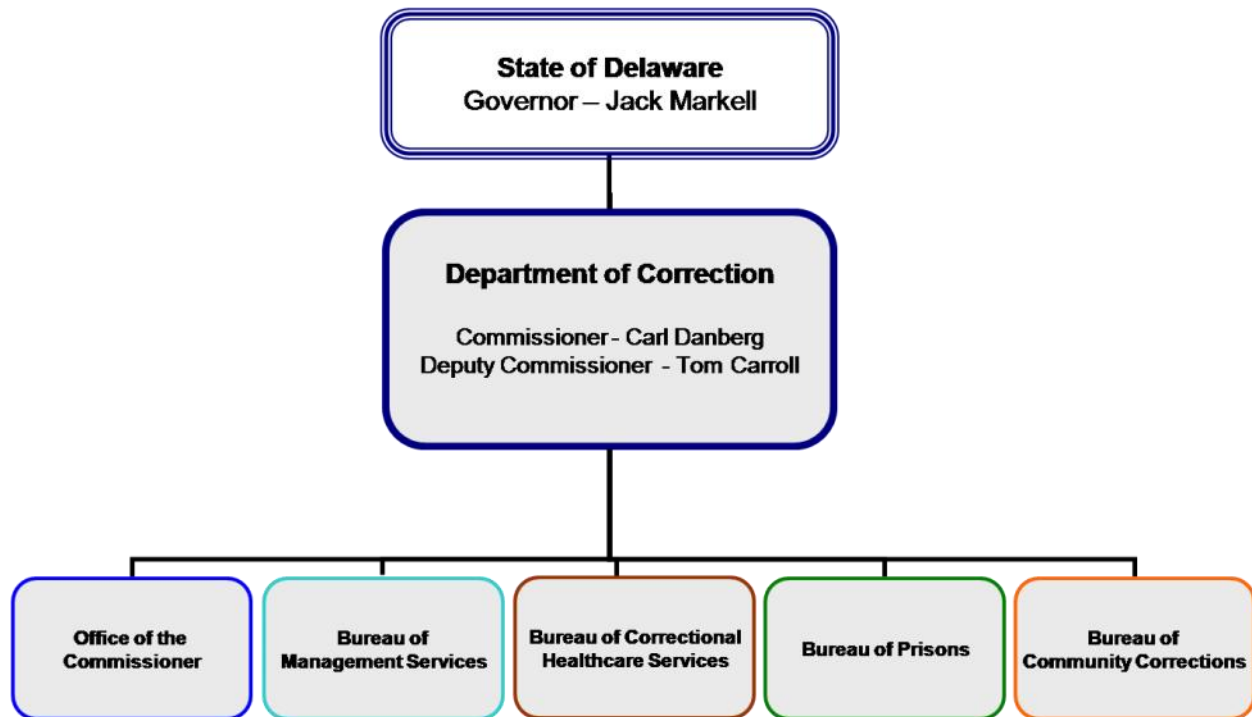 State of Delaware
Governor – Jack Markell
Department of Correction
Commissioner - Carl Danberg
Deputy Commissioner - Tom Carroll
Office of the
Commissioner
Bureau of
Management Services
Bureau of Correctional
Healthcare Services
Bureau of Prisons
Bureau of
Community Corrections